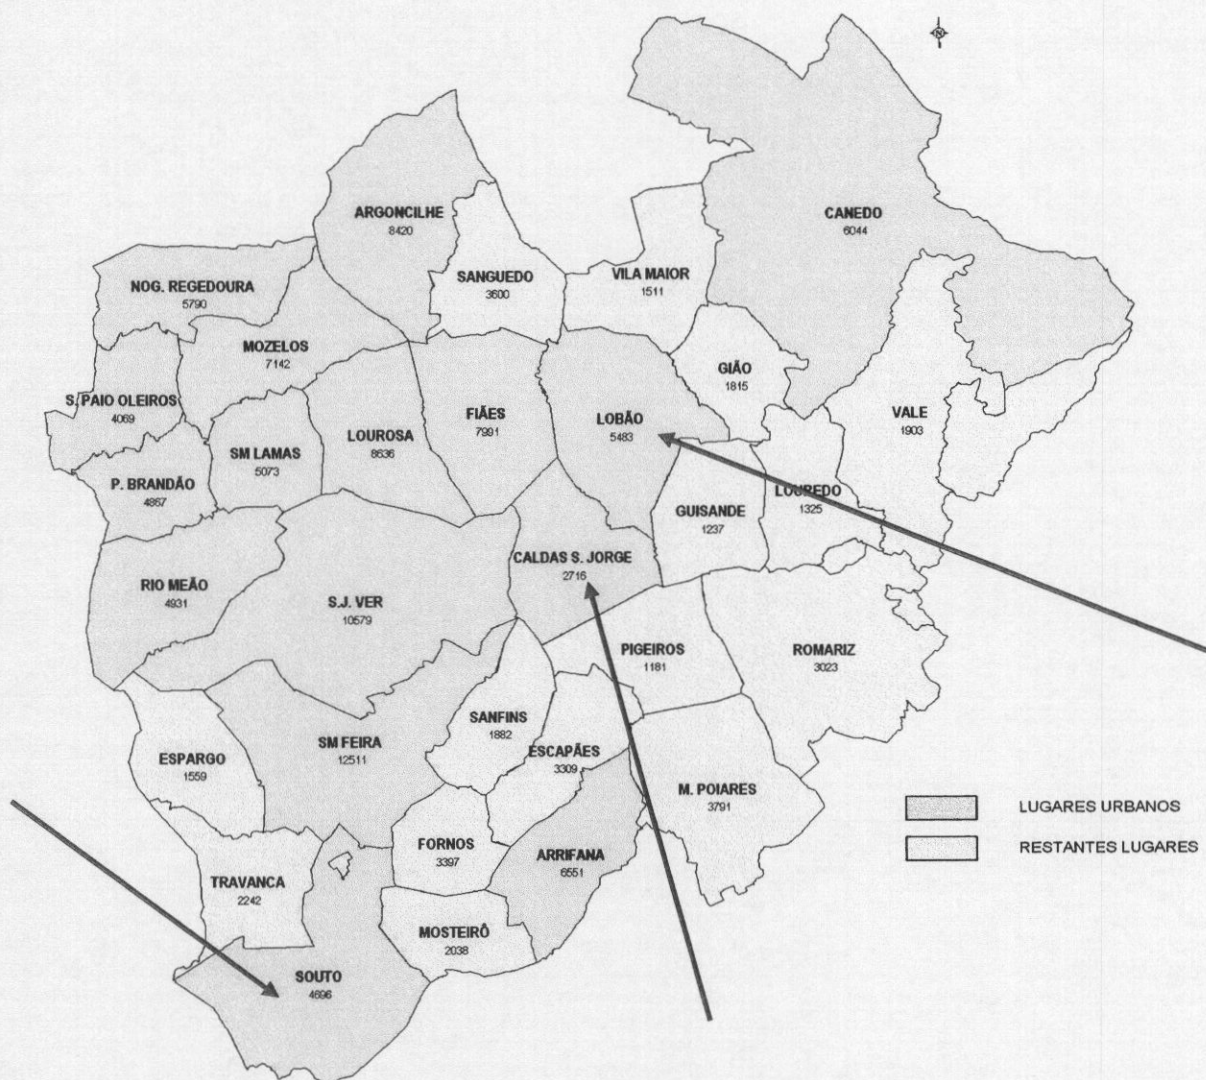 N
ARGONCILHE
8420
CANEDO
6044
NOG. REGEDOURA
5790
SANGUEDO
3600
VILA MAIOR
1511
MOZELOS
7142
GIÃO
1815
S. PAIO OLEIROS
4069
FIÃES
7991
LOBÃO
5483
VALE
1903
LOUROSA
8636
SM LAMAS
5073
P. BRANDÃO
4867
LOUREDO
1325
GUISANDE
1237
CALDAS S. JORGE
2716
RIO MEÃO
4931
S.J. VER
10579
PIGEIROS
1181
ROMARIZ
3023
SANFINS
1882
SM FEIRA
12511
ESCAPÃES
3309
ESPARGO
1559
M. POIARES
3791
LUGARES URBANOS
RESTANTES LUGARES
FORNOS
3397
ARRIFANA
6551
TRAVANCA
2242
MOSTEIRÔ
2038
SOUTO
4696